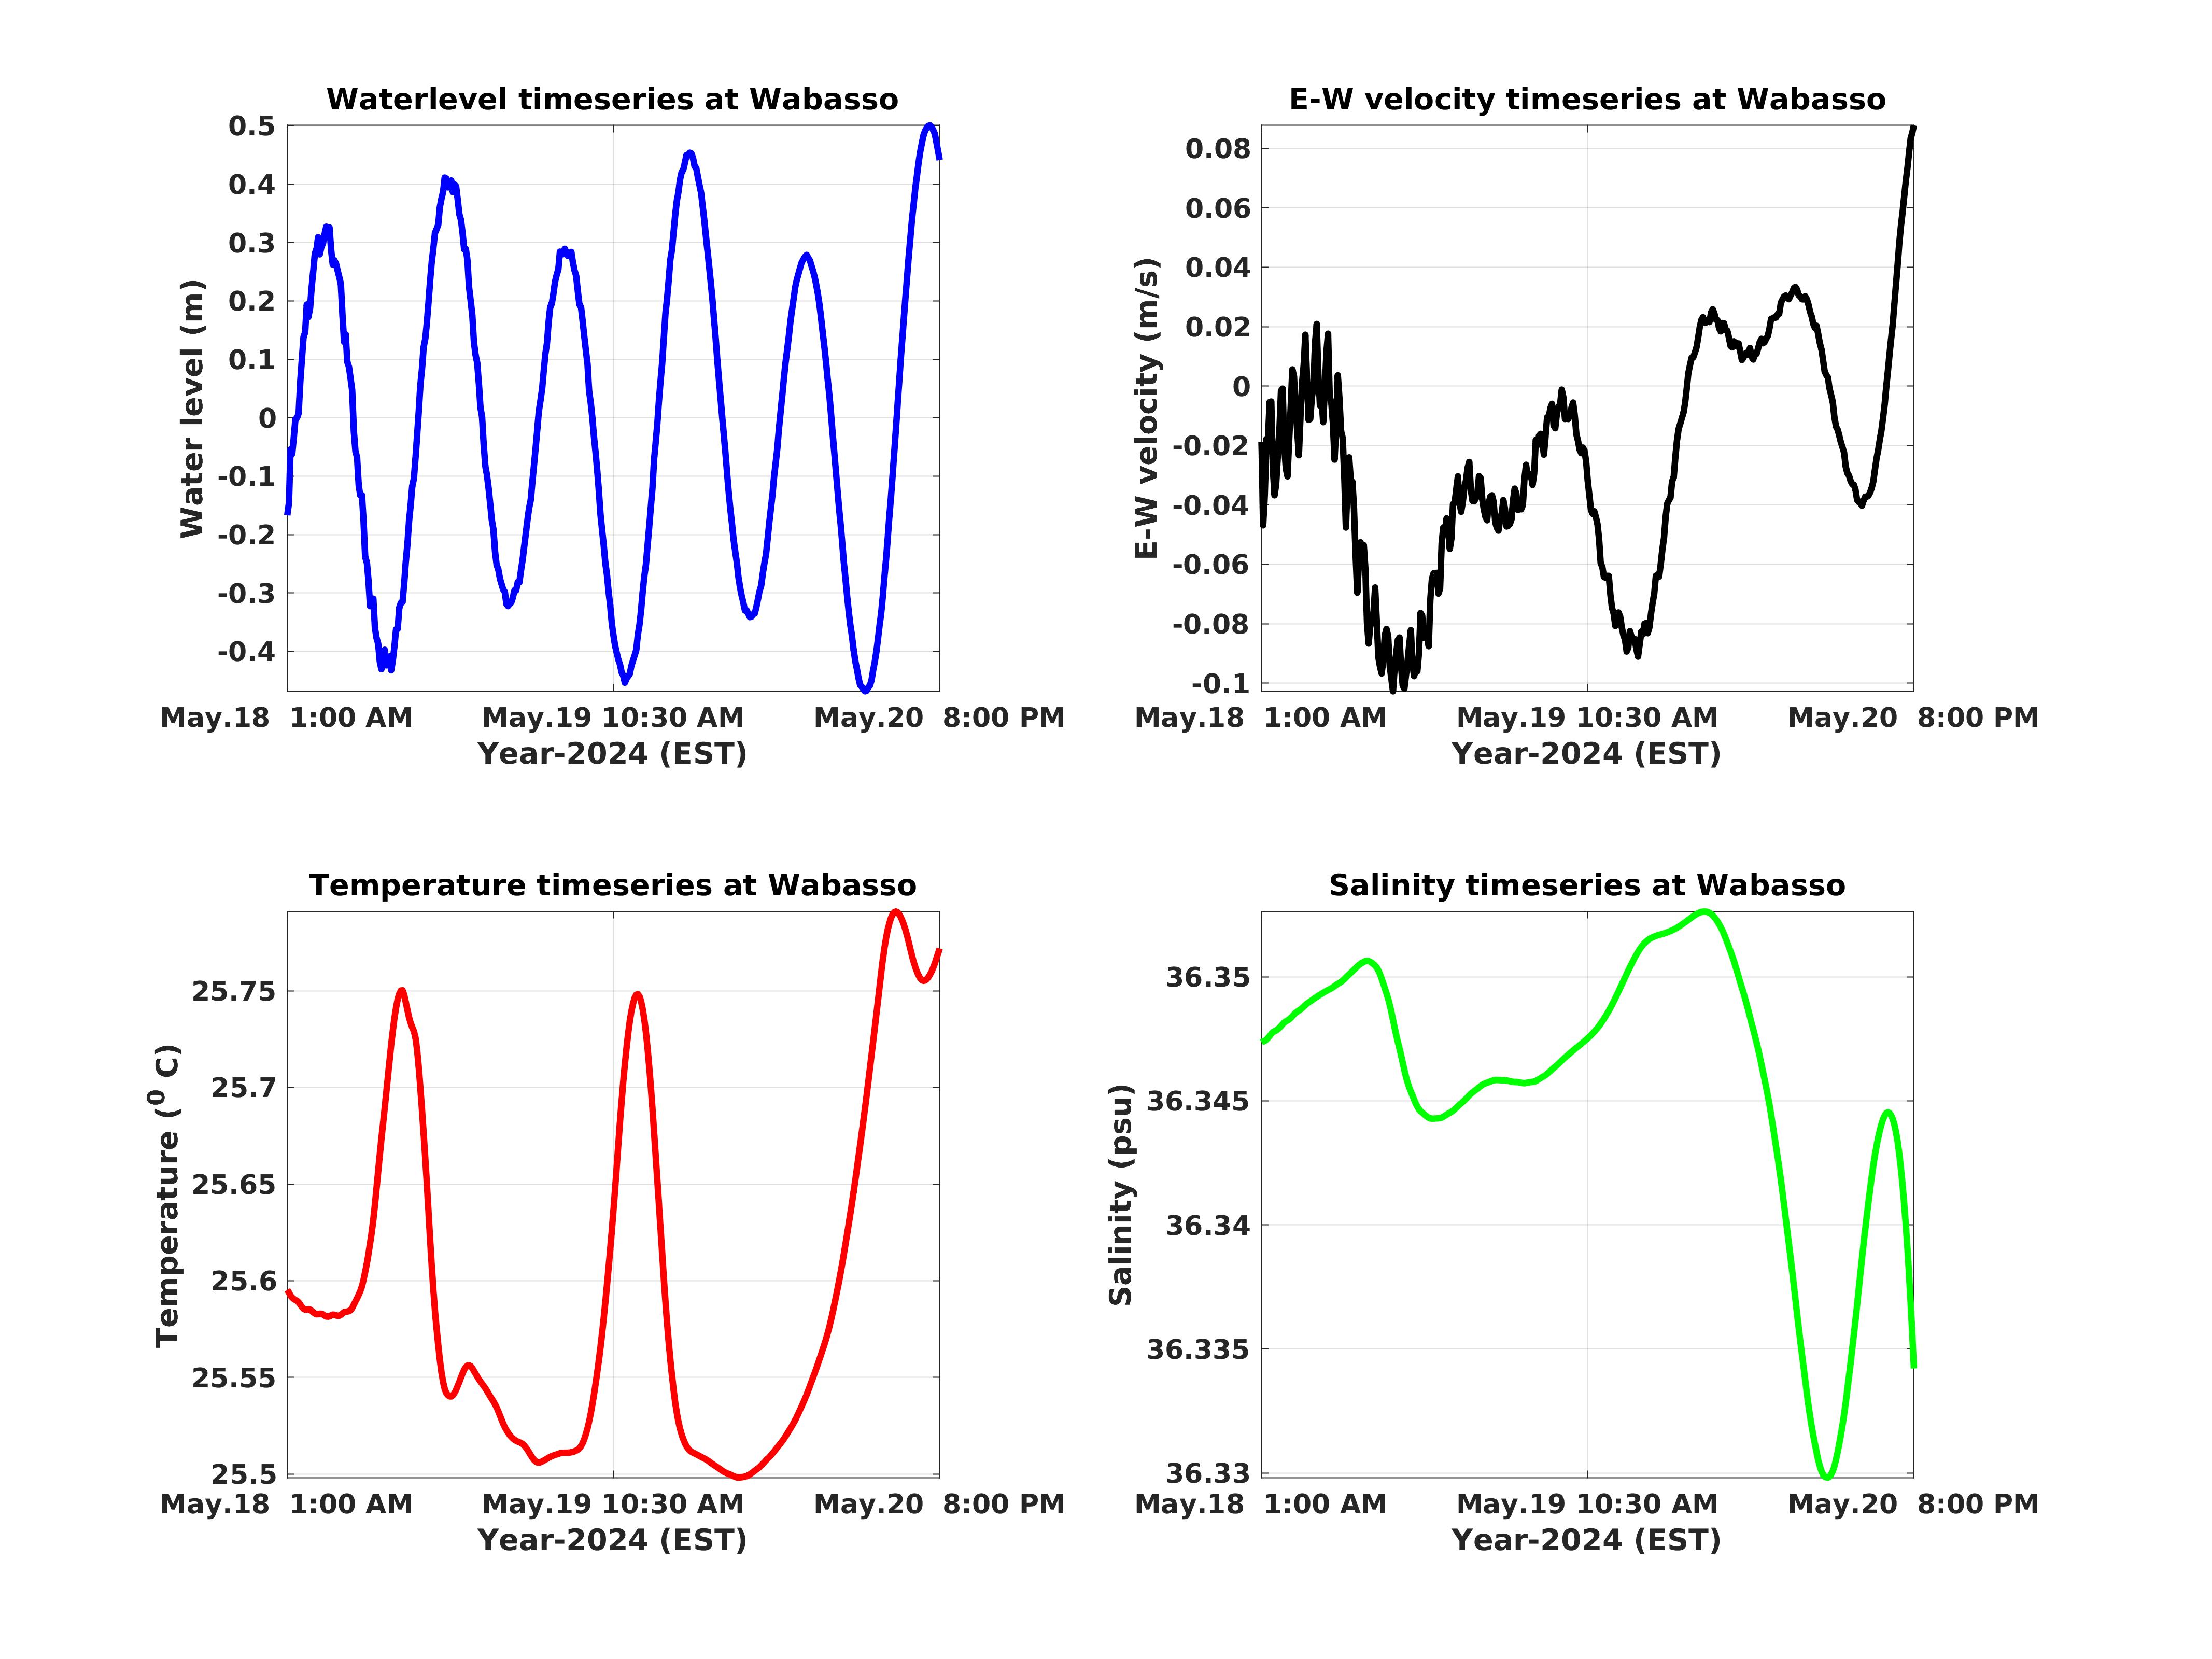 Waterlevel timeseries at Wabasso
0.5
0.4
0.3
0.2
0.1
0
-0.1
-0.2
-0.3
-0.4
Water level (m)
May.18 1:00 AM May.19 10:30 AM May.20 8:00 PM
Year-2024 (EST)
E-W velocity timeseries at Wabasso
0.08
0.06
0.04
0.02
0
-0.02
-0.04
-0.06
-0.08
-0.1
E-W velocity (m/s)
May.18 1:00 AM May.19 10:30 AM May.20 8:00 PM
Year-2024 (EST)
Temperature timeseries at Wabasso
25.75
25.7
25.65
25.6
25.55
25.5
Temperature (⁰ C)
May.18 1:00 AM May.19 10:30 AM May.20 8:00 PM
Year-2024 (EST)
Salinity timeseries at Wabasso
36.35
36.345
36.34
36.335
36.33
Salinity (psu)
May.18 1:00 AM May.19 10:30 AM May.20 8:00 PM
Year-2024 (EST)